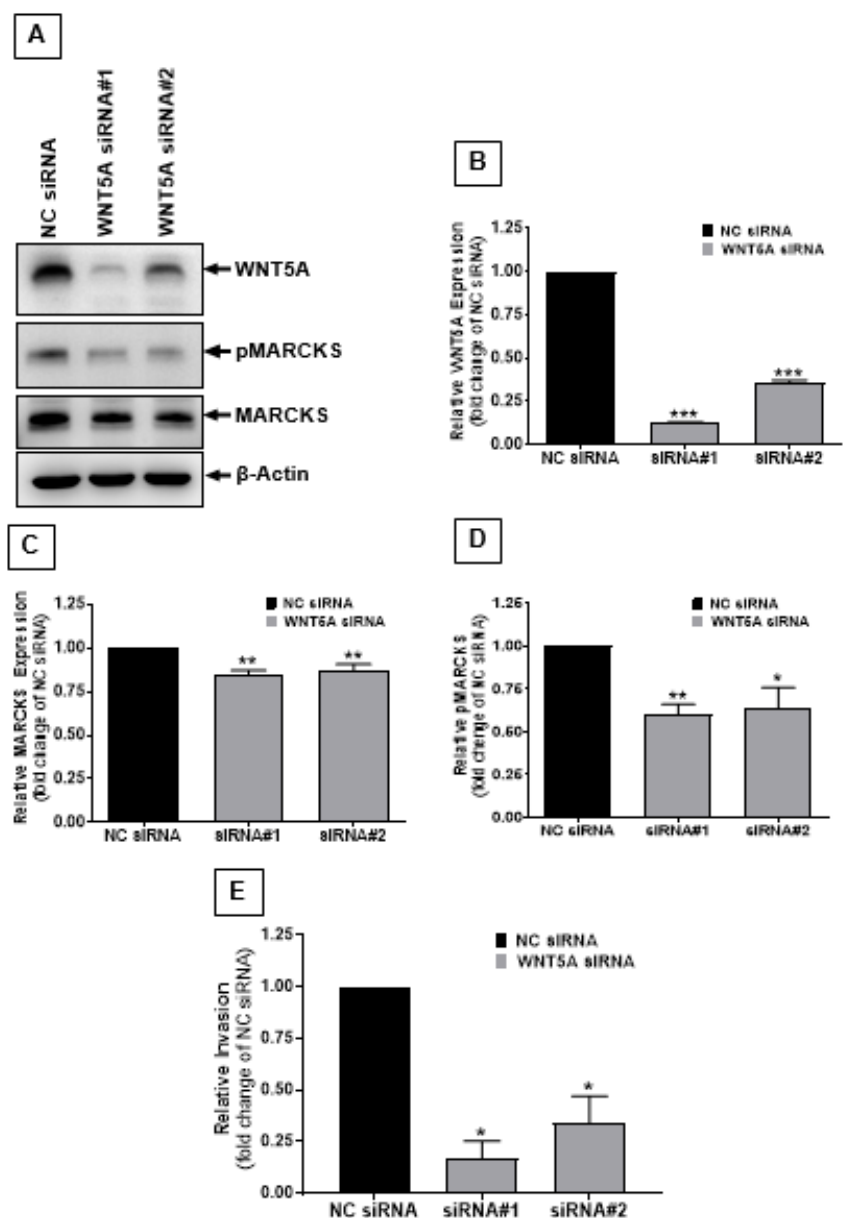 A
NC siRNA
WNT5A siRNA#1
WNT5A siRNA#2
WNT5A
pMARCKS
MARCKS
β-Actin
B
Relative WNT5A Expression
(fold change of NC siRNA)
1.25
1.00
0.75
0.50
0.25
0.00
NC siRNA
WNT5A siRNA
***
***
NC siRNA
siRNA#1
siRNA#2
C
Relative MARCKS Expression
(fold change of NC siRNA)
1.25
1.00
0.75
0.50
0.25
0.00
NC siRNA
WNT5A siRNA
**
**
NC siRNA
siRNA#1
siRNA#2
D
Relative pMARCKS
(fold change of NC siRNA)
1.25
1.00
0.75
0.50
0.25
0.00
NC siRNA
WNT5A siRNA
**
*
NC siRNA
siRNA#1
siRNA#2
E
Relative Invasion
(fold change of NC siRNA)
1.25
1.00
0.75
0.50
0.25
0.00
NC siRNA
WNT5A siRNA
*
*
NC siRNA
siRNA#1
siRNA#2